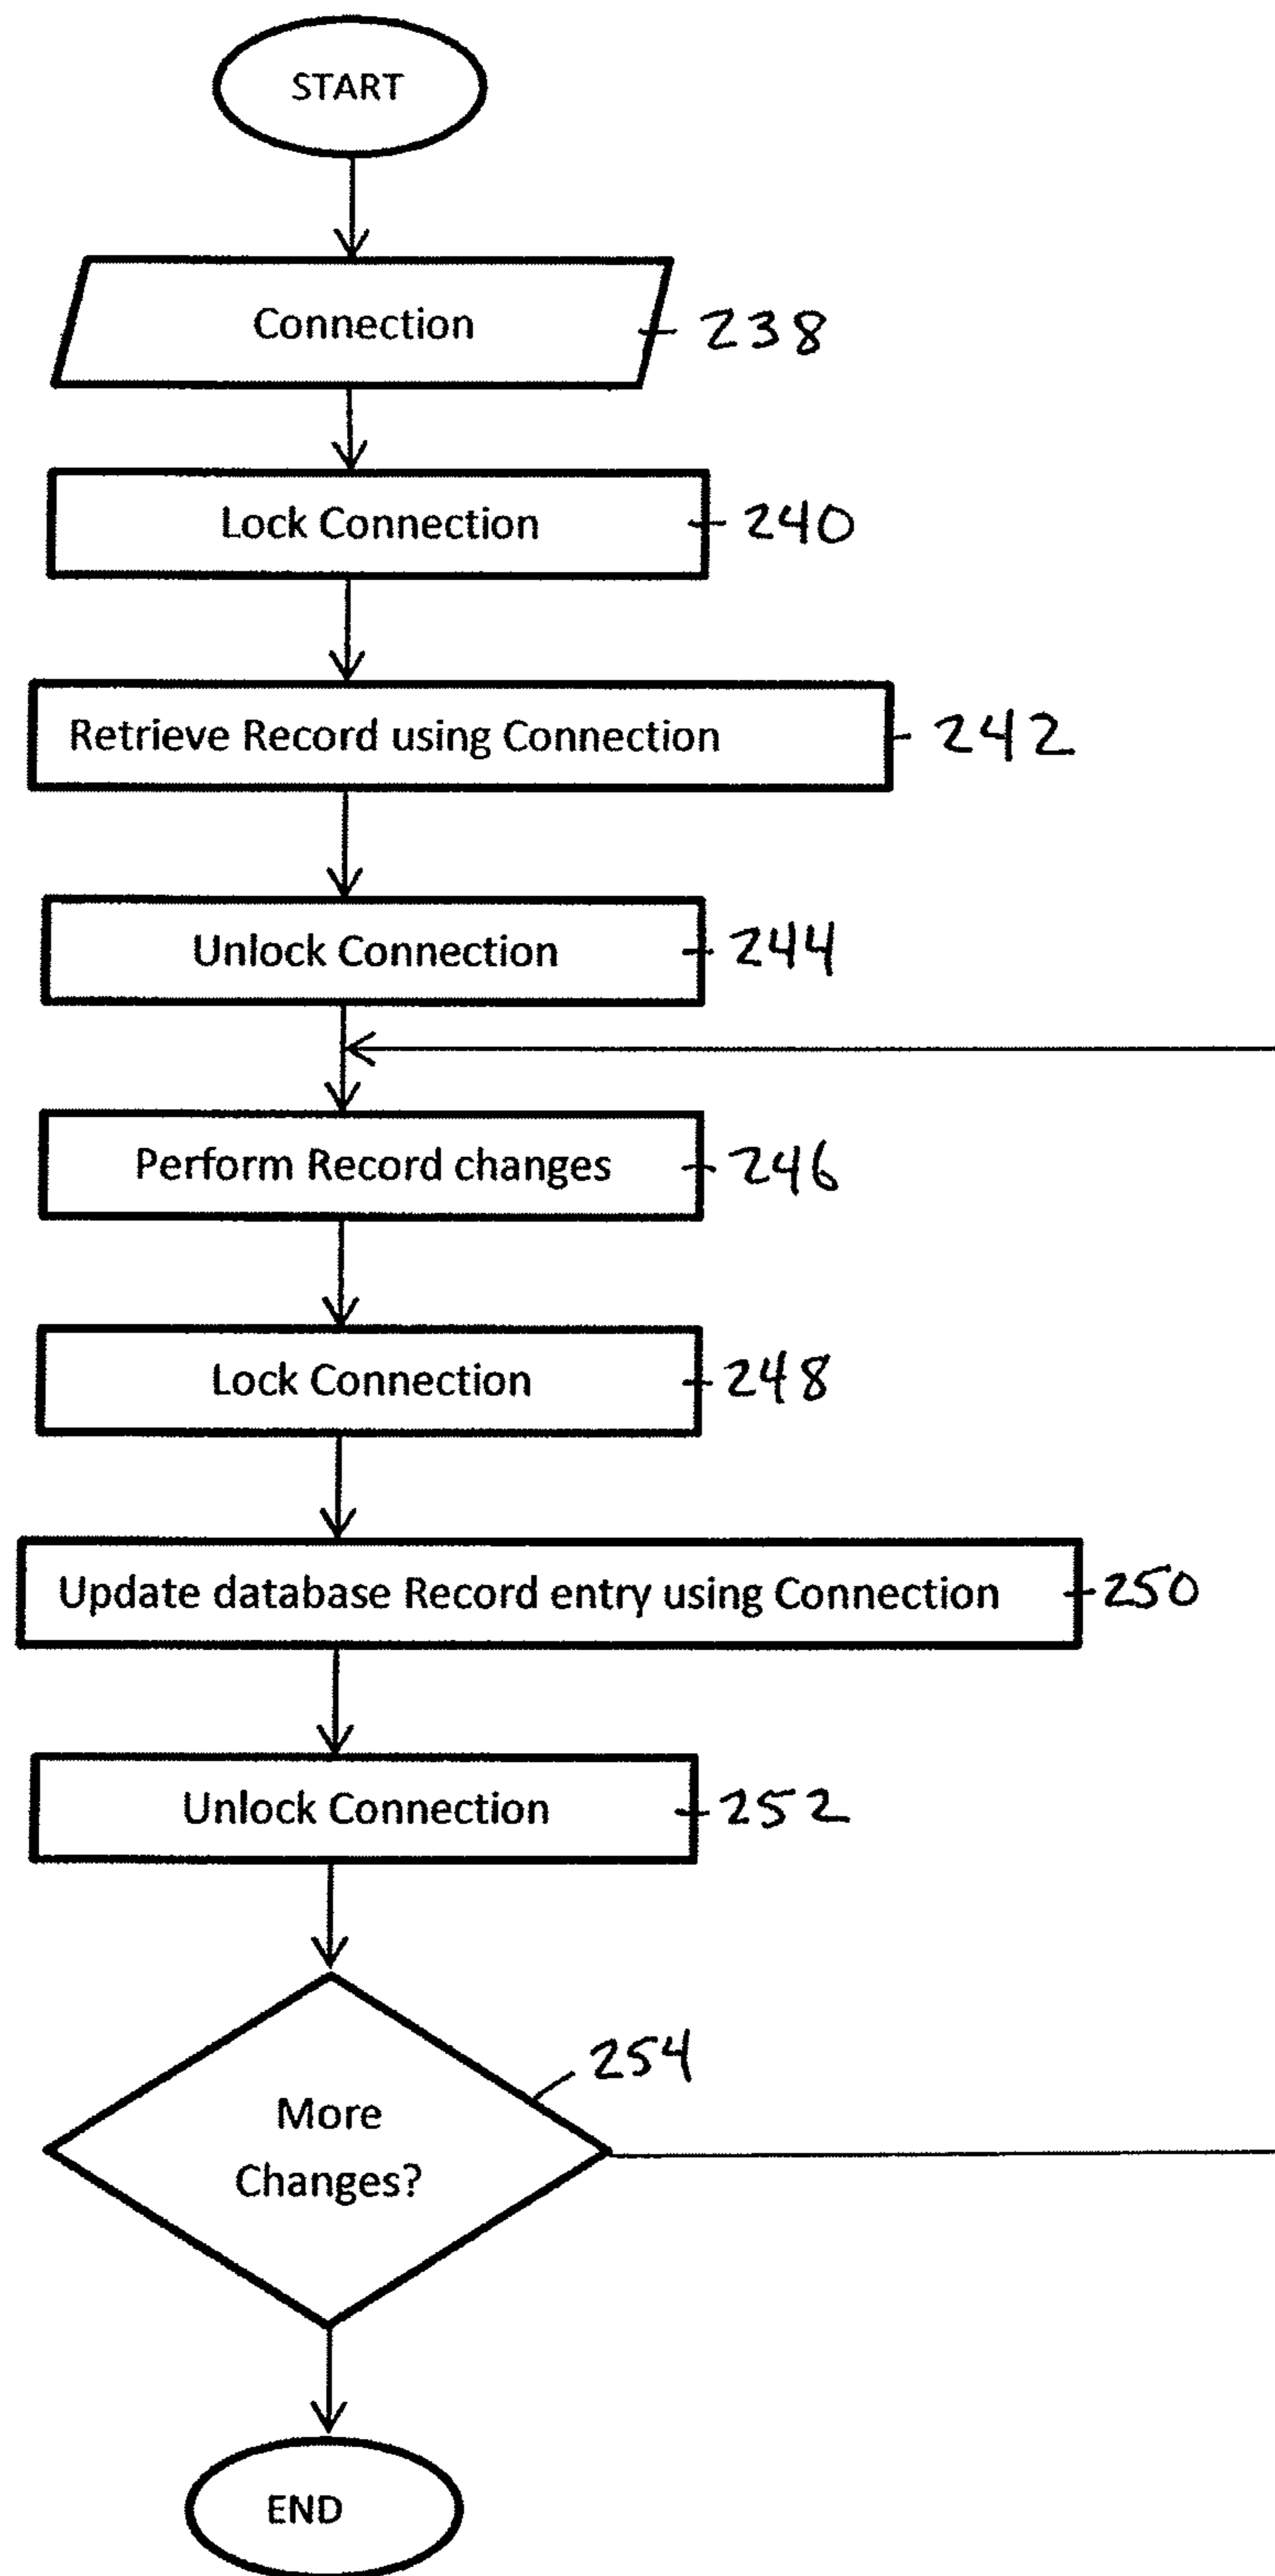 START
Connection 238
Lock Connection 240
Retrieve Record using Connection 242
Unlock Connection 244
Perform Record changes 246
Lock Connection 248
Update database Record entry using Connection 250
Unlock Connection 252
254
More
Changes?
END